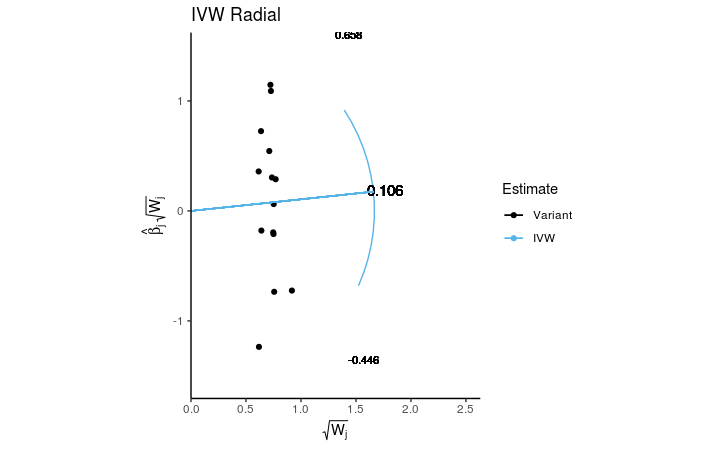 IVW Radial
0.658
1
0
-1
0.106
-0.446
β̂ⱼ√Wⱼ
0.0 0.5 1.0 1.5 2.0 2.5
√Wⱼ
Estimate
Variant
IVW